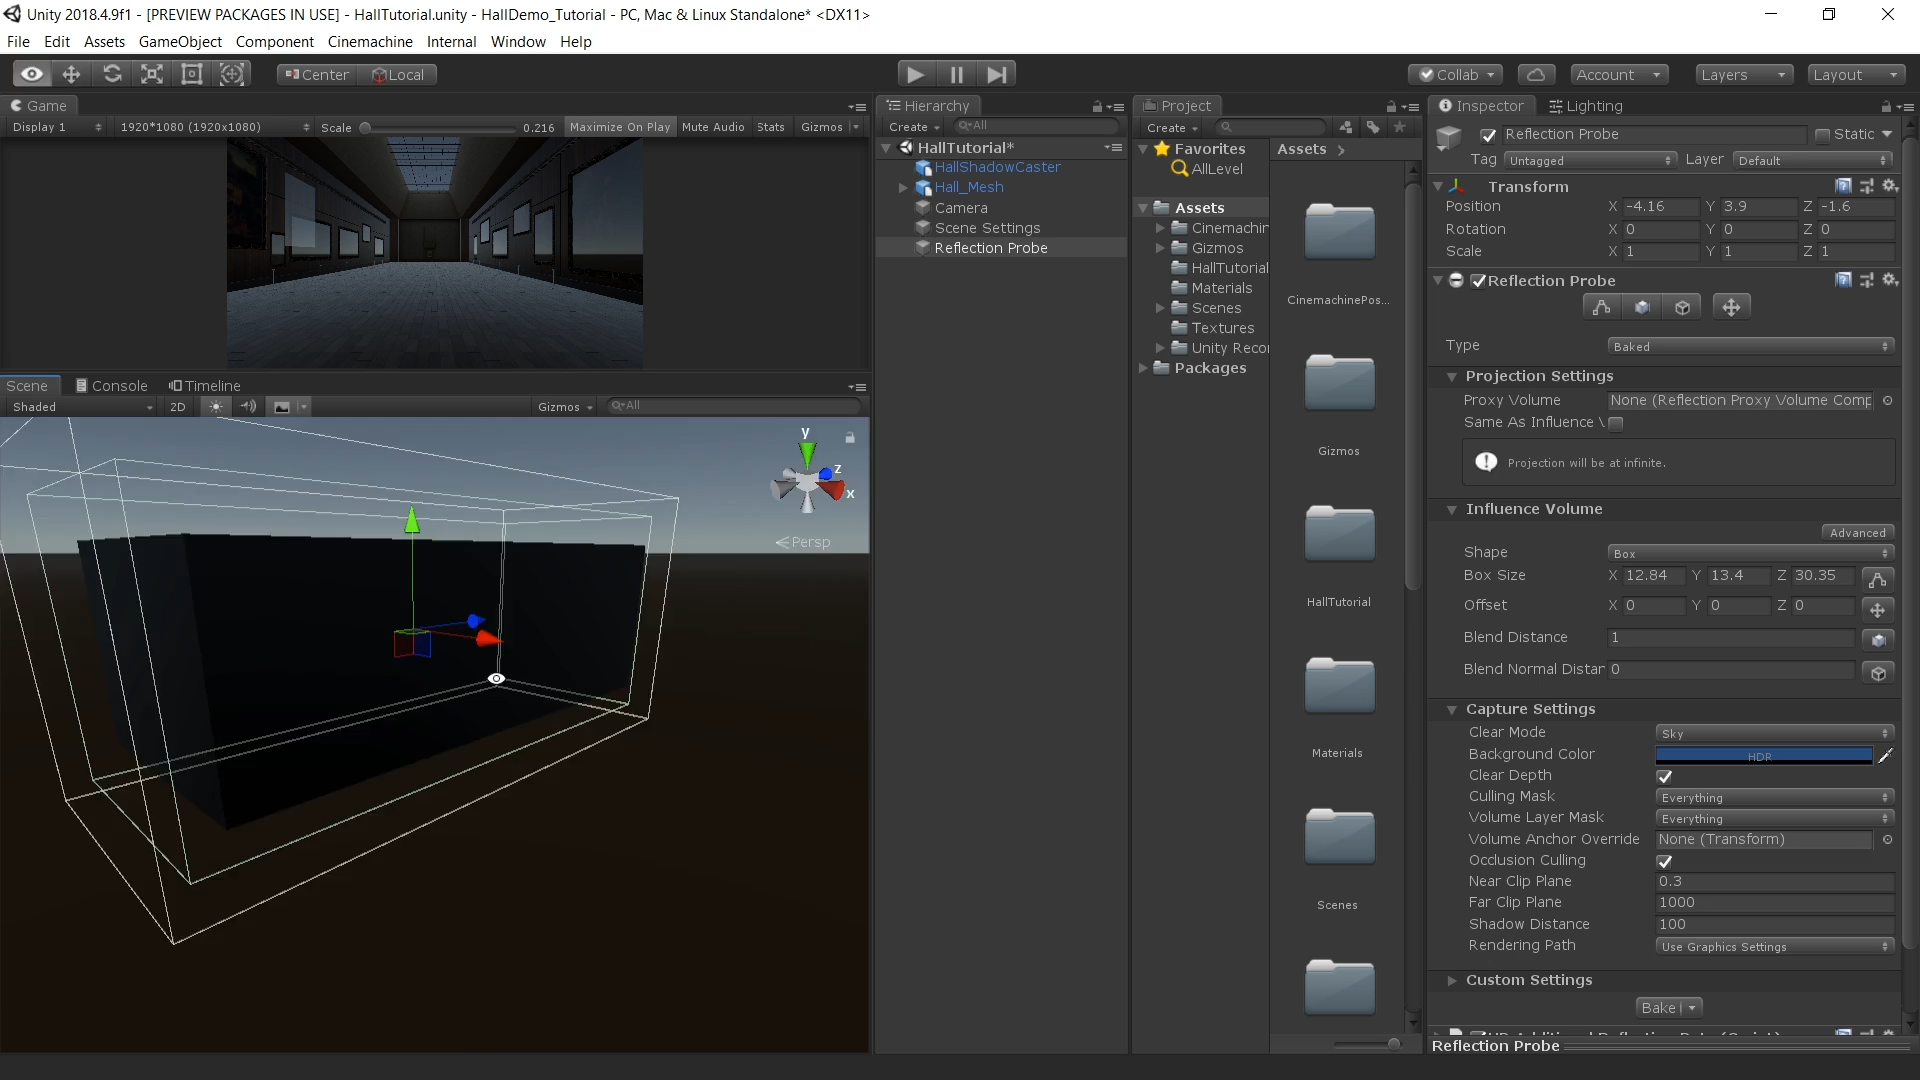 Unity 2018.4.9f1 - [PREVIEW PACKAGES IN USE] - HallTutorial.unity - HallDemo_Tutorial - PC, Mac & Linux Standalone* <DX11>
File Edit Assets GameObject Component Cinemachine Internal Window Help
Center Local Collab Account Layers Layout
Game
Display 1 1920*1080 (1920x1080) Scale 0.216 Maximize On Play Mute Audio Stats Gizmos
Scene Console Timeline
Shaded 2D Gizmos All
y
z
x
Persp
Hierarchy
Create All
HallTutorial*
HallShadowCaster
Hall_Mesh
Camera
Scene Settings
Reflection Probe
Project
Create
Favorites
AllLevel
Assets
Cinemachin
Gizmos
HallTutorial
Materials
Scenes
Textures
Unity Reco
Packages
Assets
CinemachinePos...
Gizmos
HallTutorial
Materials
Scenes
Inspector Lighting
Reflection Probe Static
Tag Untagged Layer Default
Transform
Position X -4.16 Y 3.9 Z -1.6
Rotation X 0 Y 0 Z 0
Scale X 1 Y 1 Z 1
Reflection Probe
Type Baked
Projection Settings
Proxy Volume None (Reflection Proxy Volume Comp
Same As Influence V
Projection will be at infinite.
Influence Volume
Advanced
Shape Box
Box Size X 12.84 Y 13.4 Z 30.35
Offset X 0 Y 0 Z 0
Blend Distance 1
Blend Normal Distan 0
Capture Settings
Clear Mode Sky
Background Color HDR
Clear Depth
Culling Mask Everything
Volume Layer Mask Everything
Volume Anchor Override None (Transform)
Occlusion Culling
Near Clip Plane 0.3
Far Clip Plane 1000
Shadow Distance 100
Rendering Path Use Graphics Settings
Custom Settings
Bake
Reflection Probe